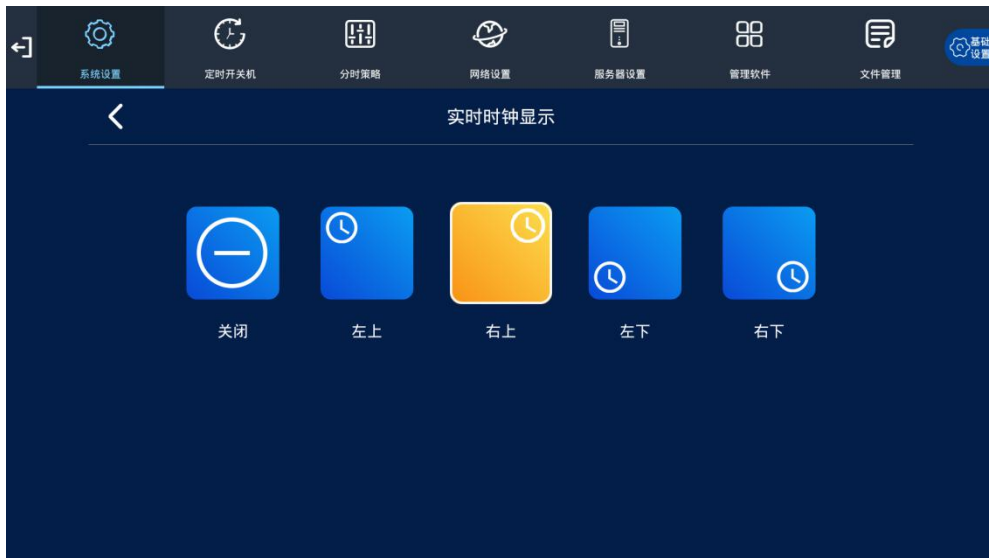 系统设置
定时开关机
分时策略
网络设置
服务器设置
管理软件
文件管理
基础
设置
实时时钟显示
关闭
左上
右上
左下
右下